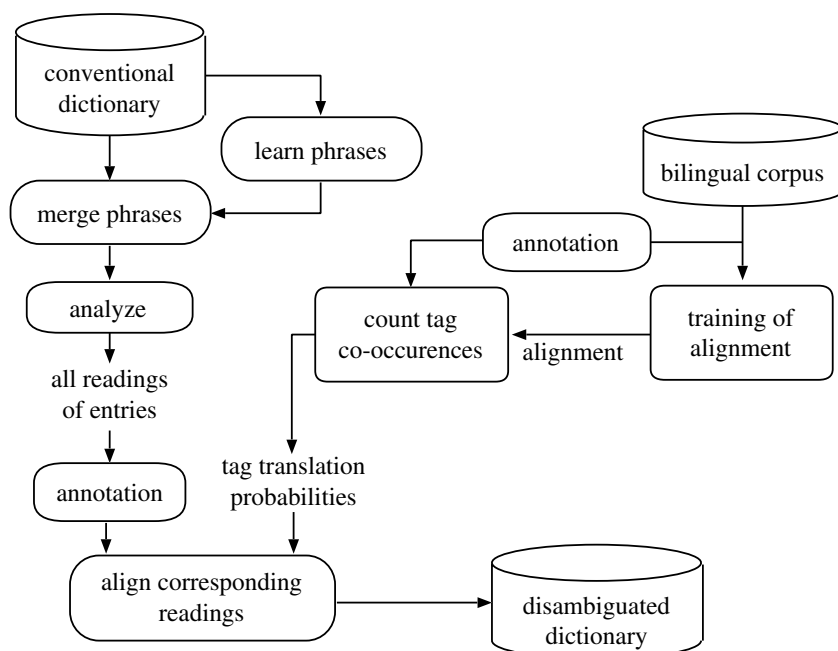 conventional
dictionary
learn phrases
merge phrases
analyze
all readings
of entries
annotation
bilingual corpus
annotation
training of
alignment
alignment
count tag
co-occurences
tag translation
probabilities
align corresponding
readings
disambiguated
dictionary